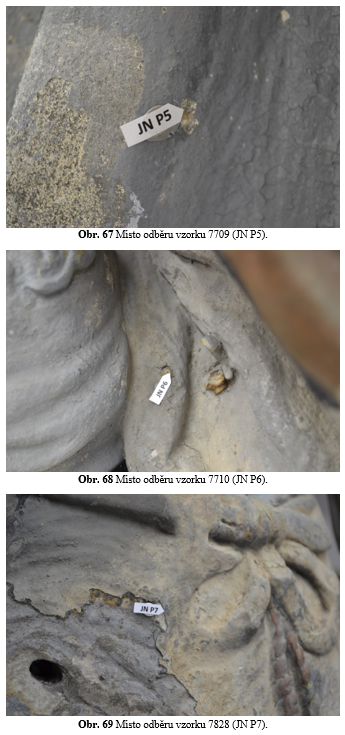 JN P5
Obr. 67 Místo odběru vzorku 7709 (JN P5).
JN P6
Obr. 68 Místo odběru vzorku 7710 (JN P6).
JN P7
Obr. 69 Místo odběru vzorku 7828 (JN P7).